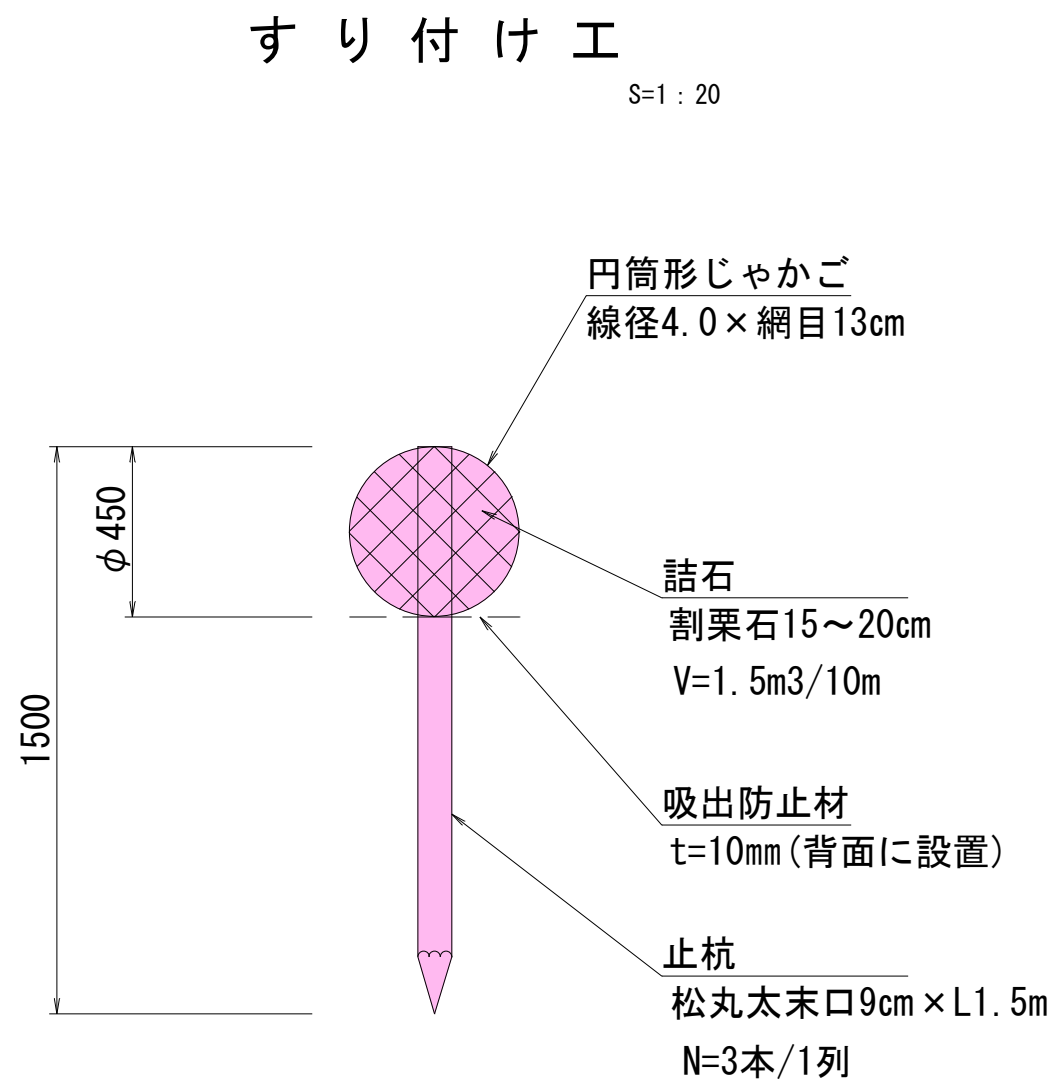 すり付け工
S=1：20
円筒形じゃかご
線径4.0×網目13cm
φ450
1500
詰石
割栗石15～20cm
V=1.5m3/10m
吸出防止材
t=10mm(背面に設置)
止杭
松丸太末口9cm×L1.5m
N=3本/1列